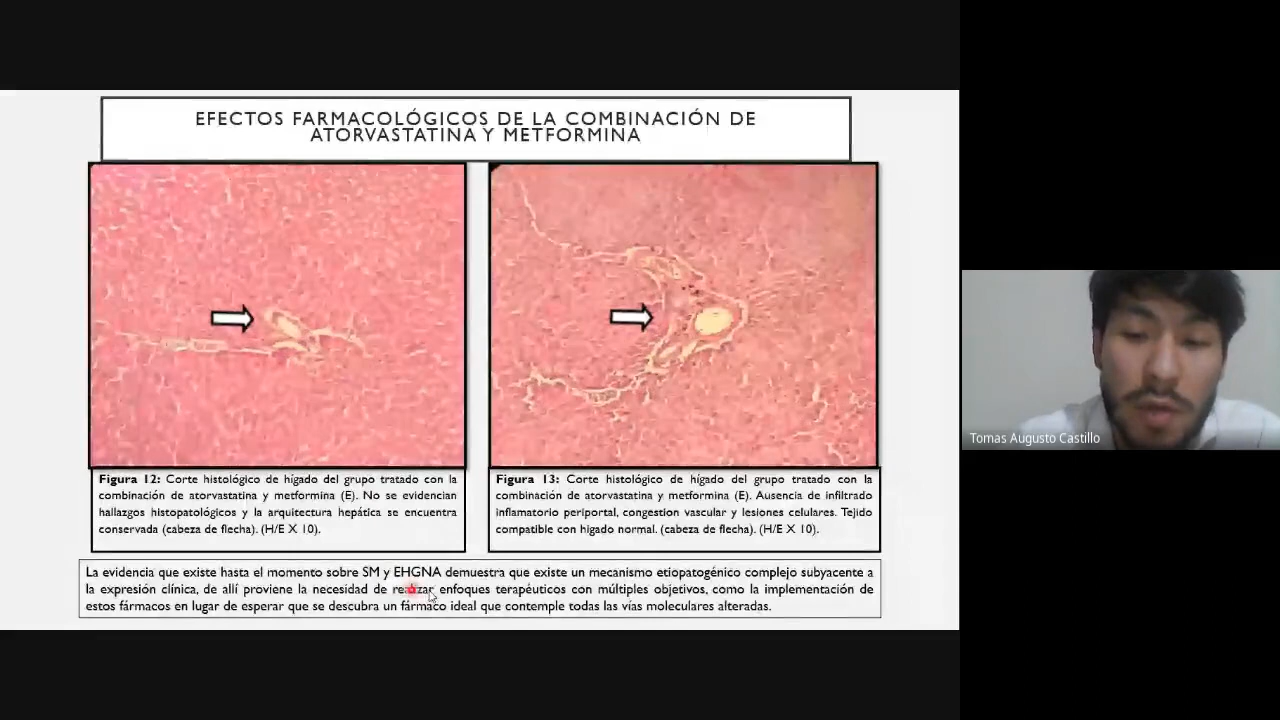 EFECTOS FARMACOLÓGICOS DE LA COMBINACIÓN DE
ATORVASTATINA Y METFORMINA
Figura 12: Corte histológico de hígado del grupo tratado con la
combinación de atorvastatina y metformina (E). No se evidencian
hallazgos histopatológicos y la arquitectura hepática se encuentra
conservada (cabeza de flecha). (H/E X 10).
Figura 13: Corte histológico de hígado del grupo tratado con la
combinación de atorvastatina y metformina (E). Ausencia de infiltrado
inflamatorio periportal, congestion vascular y lesiones celulares. Tejido
compatible con higado normal. (cabeza de flecha). (H/E X 10).
La evidencia que existe hasta el momento sobre SM y EHGNA demuestra que existe un mecanismo etiopatogénico complejo subyacente a
la expresión clínica, de allí proviene la necesidad de realizar enfoques terapéuticos con múltiples objetivos, como la implementación de
estos fármacos en lugar de esperar que se descubra un fármaco ideal que contemple todas las vías moleculares alteradas.
Tomas Augusto Castillo